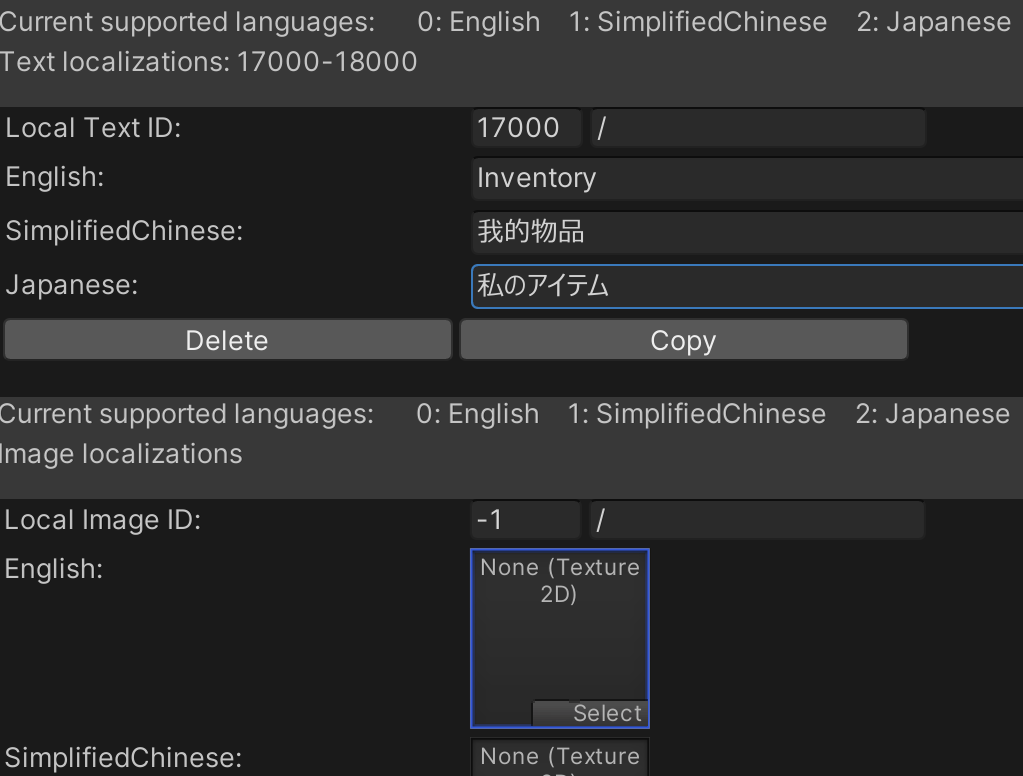 Current supported languages: 0: English 1: SimplifiedChinese 2: Japanese
Text localizations: 17000-18000
Local Text ID: 17000 /
English: Inventory
SimplifiedChinese: 我的物品
Japanese: 私のアイテム
Delete Copy
Current supported languages: 0: English 1: SimplifiedChinese 2: Japanese
Image localizations
Local Image ID: -1 /
English: None (Texture
2D)
Select
SimplifiedChinese: None (Texture